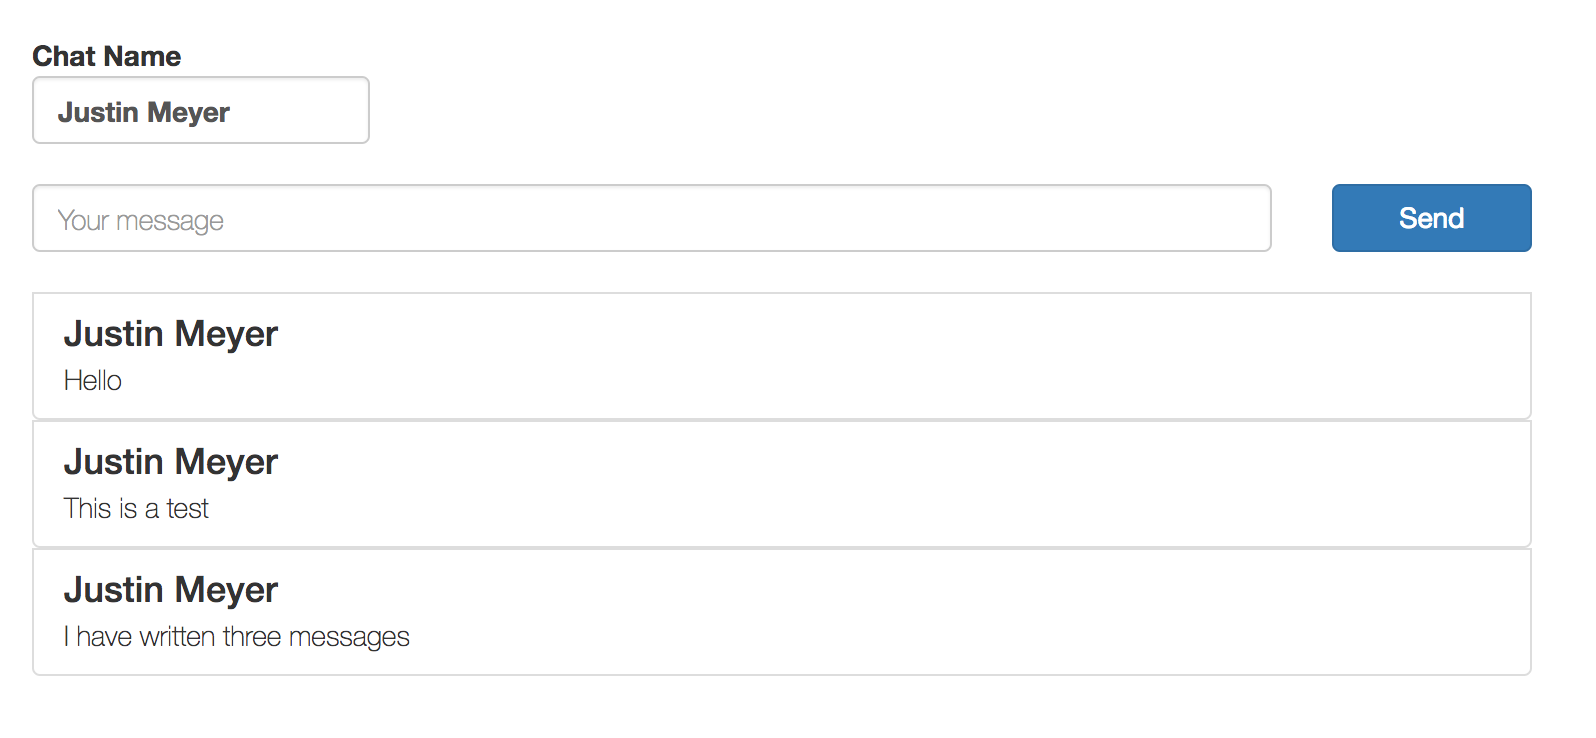 Chat Name
Justin Meyer
Your message
Send
Justin Meyer
Hello
Justin Meyer
This is a test
Justin Meyer
I have written three messages